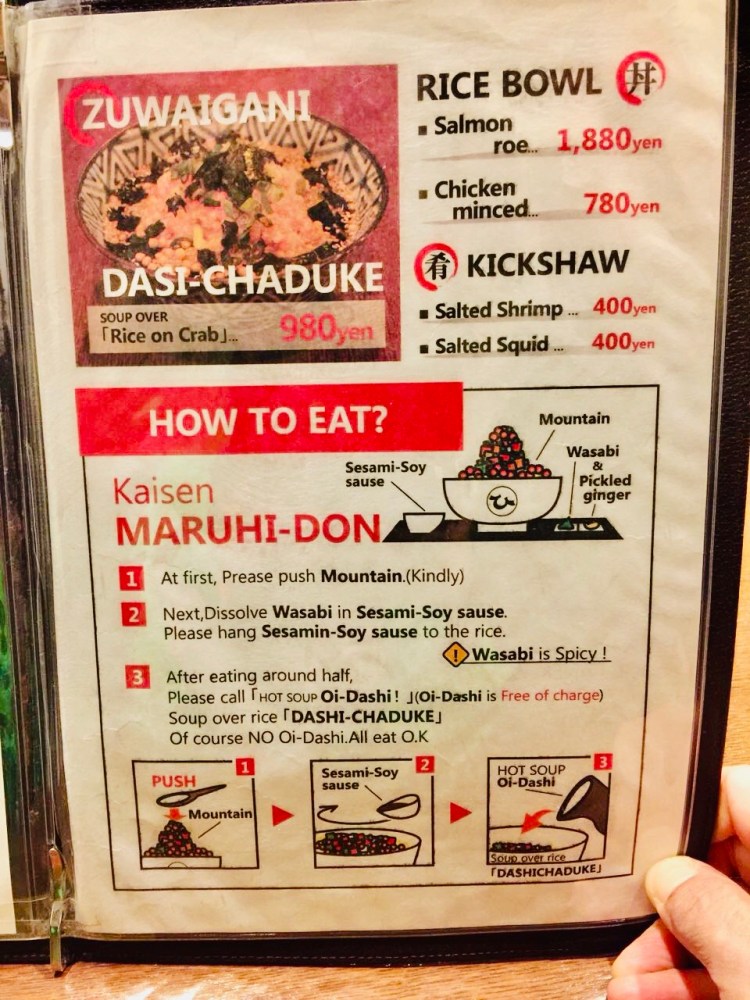 ZUWAIGANI
DASI-CHADUKE
SOUP OVER
「Rice on Crab」... 980yen
RICE BOWL 丼
▪ Salmon
roe... 1,880yen
▪ Chicken
minced... 780yen
肴 KICKSHAW
▪ Salted Shrimp ... 400yen
▪ Salted Squid ... 400yen
HOW TO EAT?
Kaisen
MARUHI-DON
Sesami-Soy
sause
Mountain
Wasabi
&
Pickled
ginger
ひ
1 At first, Prease push Mountain.(Kindly)
2 Next,Dissolve Wasabi in Sesami-Soy sause.
Please hang Sesamin-Soy sause to the rice.
! Wasabi is Spicy !
3 After eating around half,
Please call「HOT SOUP Oi-Dashi! 」(Oi-Dashi is Free of charge)
Soup over rice「DASHI-CHADUKE」
Of course NO Oi-Dashi.All eat O.K
1
PUSH
Mountain
2
Sesami-Soy
sause
3
HOT SOUP
Oi-Dashi
Soup over rice
「DASHICHADUKE」